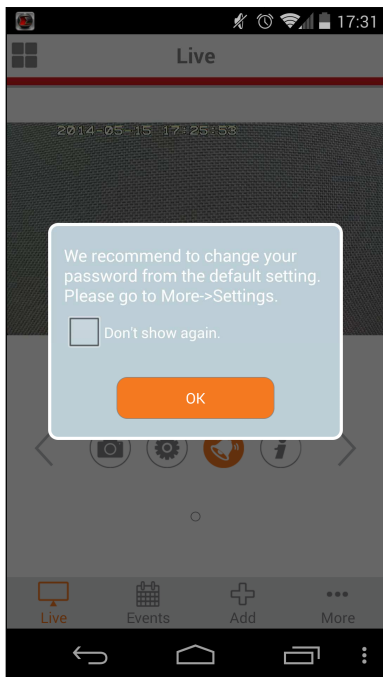 17:31
Live
2014-05-15 17:25:53
We recommend to change your
password from the default setting.
Please go to More->Settings.
Don't show again.
OK
Live Events Add More